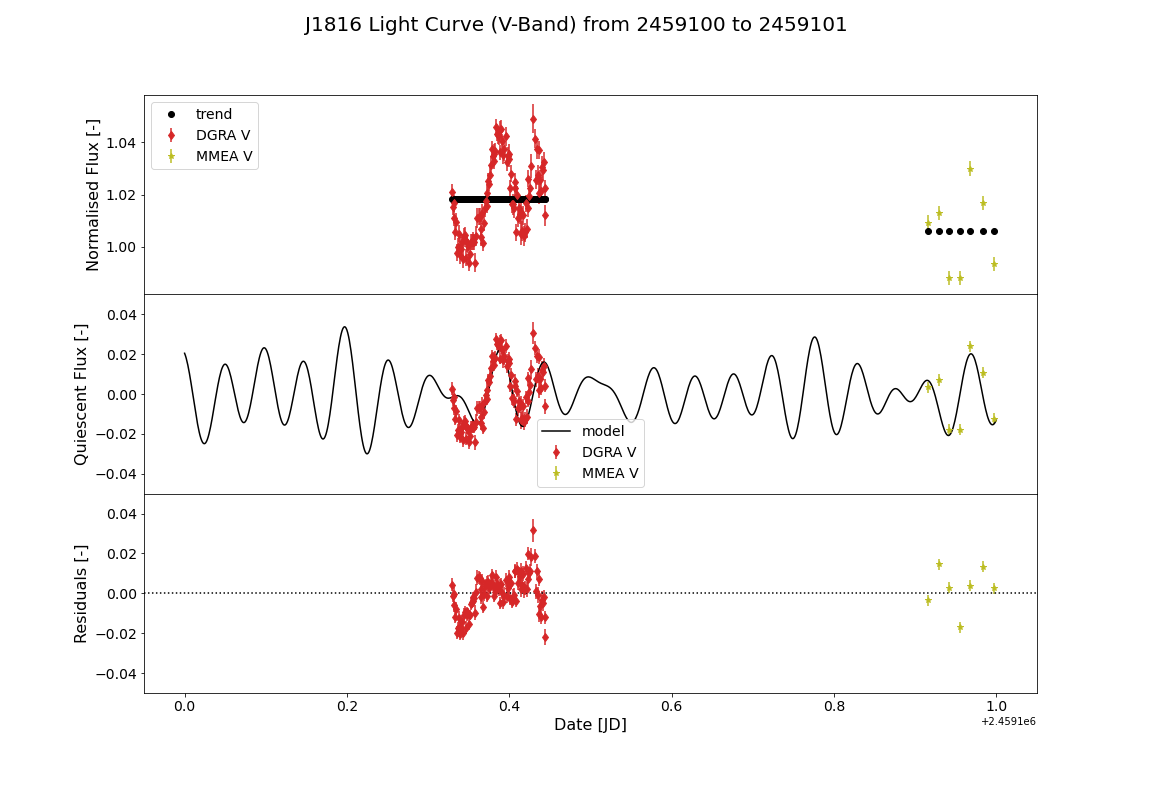 J1816 Light Curve (V-Band) from 2459100 to 2459101
Normalised Flux [-]
1.04
1.02
1.00
trend
DGRA V
MMEA V
Quiescent Flux [-]
0.04
0.02
0.00
−0.02
−0.04
model
DGRA V
MMEA V
Residuals [-]
0.04
0.02
0.00
−0.02
−0.04
0.0 0.2 0.4 0.6 0.8 1.0
+2.4591e6
Date [JD]